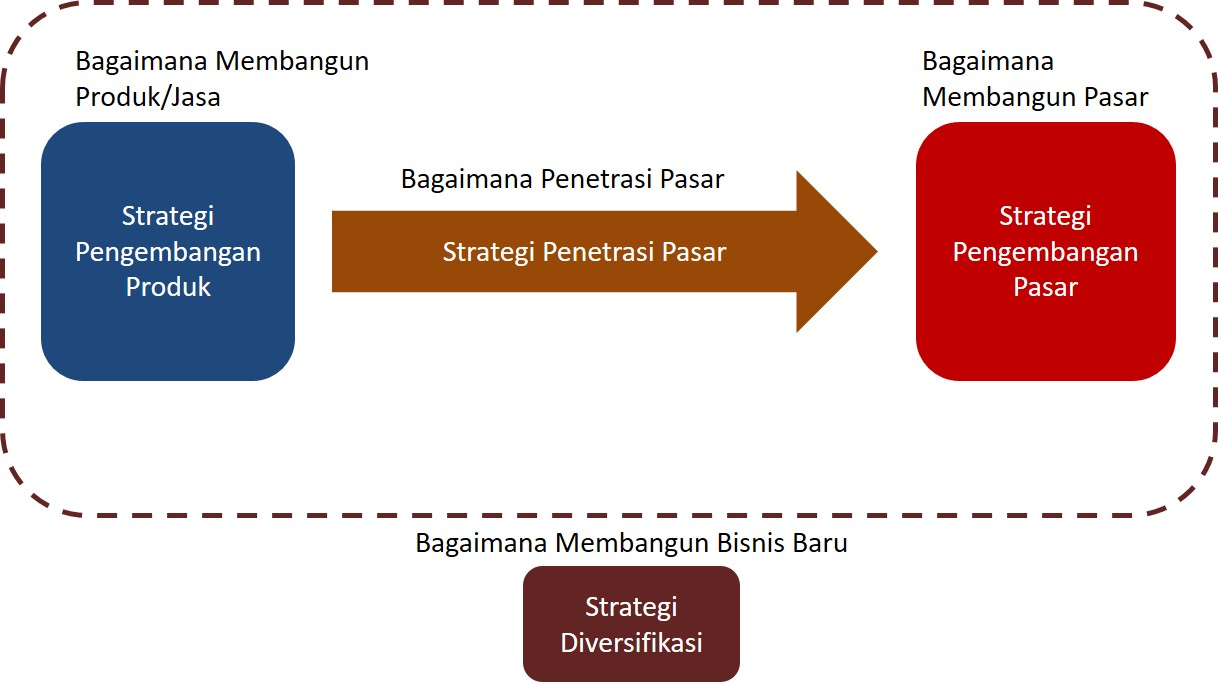 Bagaimana Membangun
Produk/Jasa
Strategi
Pengembangan
Produk
Bagaimana Penetrasi Pasar
Strategi Penetrasi Pasar
Bagaimana
Membangun Pasar
Strategi
Pengembangan
Pasar
Bagaimana Membangun Bisnis Baru
Strategi
Diversifikasi